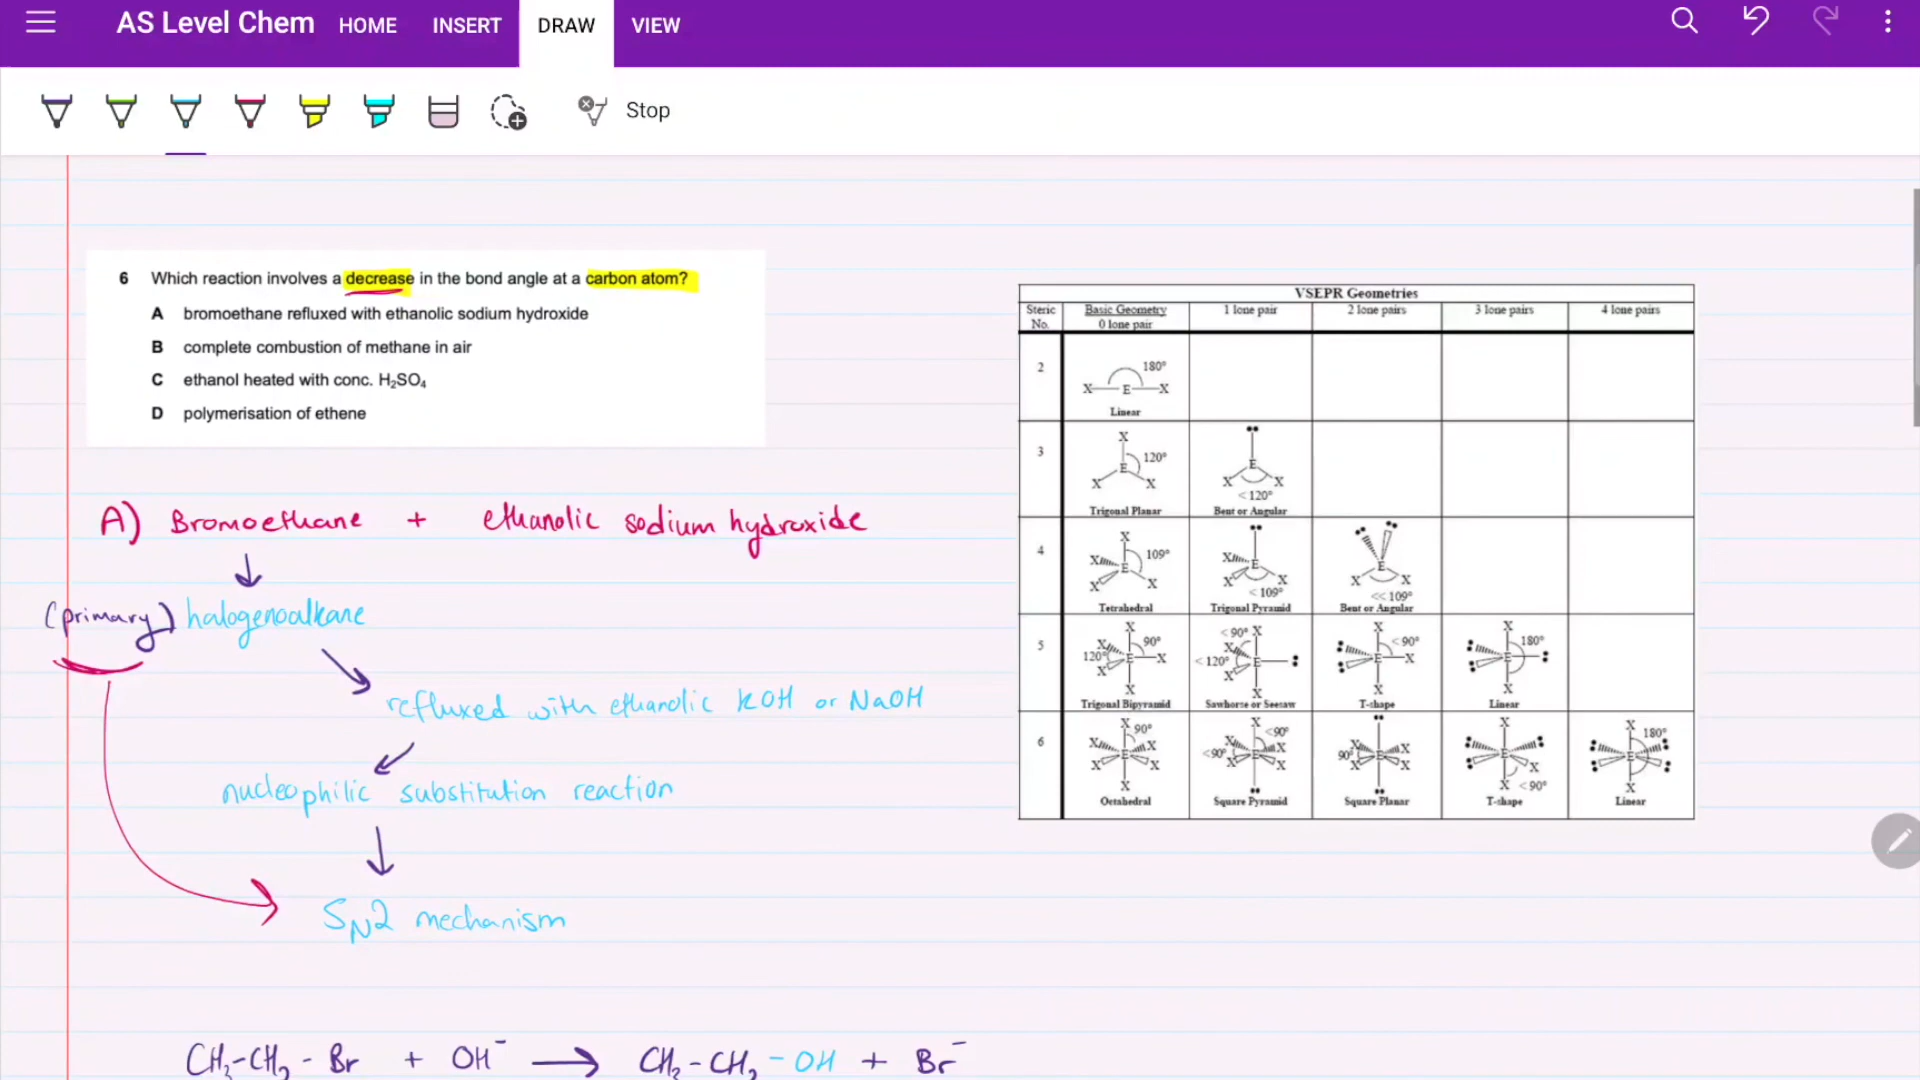 AS Level Chem HOME INSERT DRAW VIEW
Stop
6 Which reaction involves a decrease in the bond angle at a carbon atom?
A bromoethane refluxed with ethanolic sodium hydroxide
B complete combustion of methane in air
C ethanol heated with conc. H₂SO₄
D polymerisation of ethene
A) Bromoethane + ethanolic sodium hydroxide
(primary) halogenoalkane
refluxed with ethanolic KOH or NaOH
nucleophilic substitution reaction
SN2 mechanism
CH₃-CH₂-Br + OH⁻ → CH₃-CH₂-OH + Br⁻
VSEPR Geometries
Steric No. Basic Geometry 0 lone pair 1 lone pair 2 lone pairs 3 lone pairs 4 lone pairs
2
X E X 180°
Linear
3
X E X X 120°
E X X <120°
Trigonal Planar Bent or Angular
4
X X E X X 109°
X E X X <109°
E X X <<109°
Tetrahedral Trigonal Pyramid Bent or Angular
5
X X E X X X 90° 120°
<90° X X E X X <120°
X E X X <90°
X E X 180°
Trigonal Bipyramid Sawhorse or Seesaw T-shape Linear
6
X X X E X X X 90°
X X X E X X <90° <90°
90° X X E X X
X E X X <90°
X E X 180°
Octahedral Square Pyramid Square Planar T-shape Linear